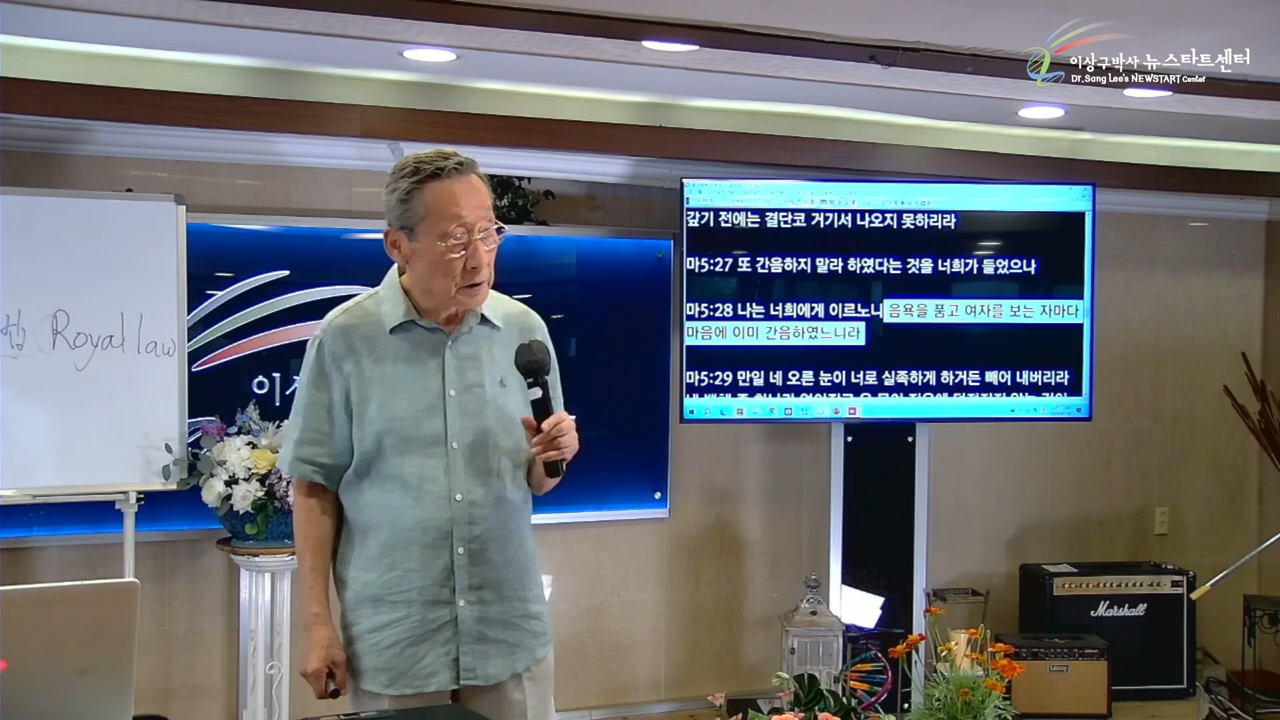 이상구박사 뉴스타트센터
Dr. Sang Lee's NEWSTART Center
갚기 전에는 결단코 거기서 나오지 못하리라
마5:27 또 간음하지 말라 하였다는 것을 너희가 들었으나
마5:28 나는 너희에게 이르노니 음욕을 품고 여자를 보는 자마다
마음에 이미 간음하였느니라
마5:29 만일 네 오른 눈이 너로 실족하게 하거든 빼어 내버리라
Royal law
이상
Marshall
Laney